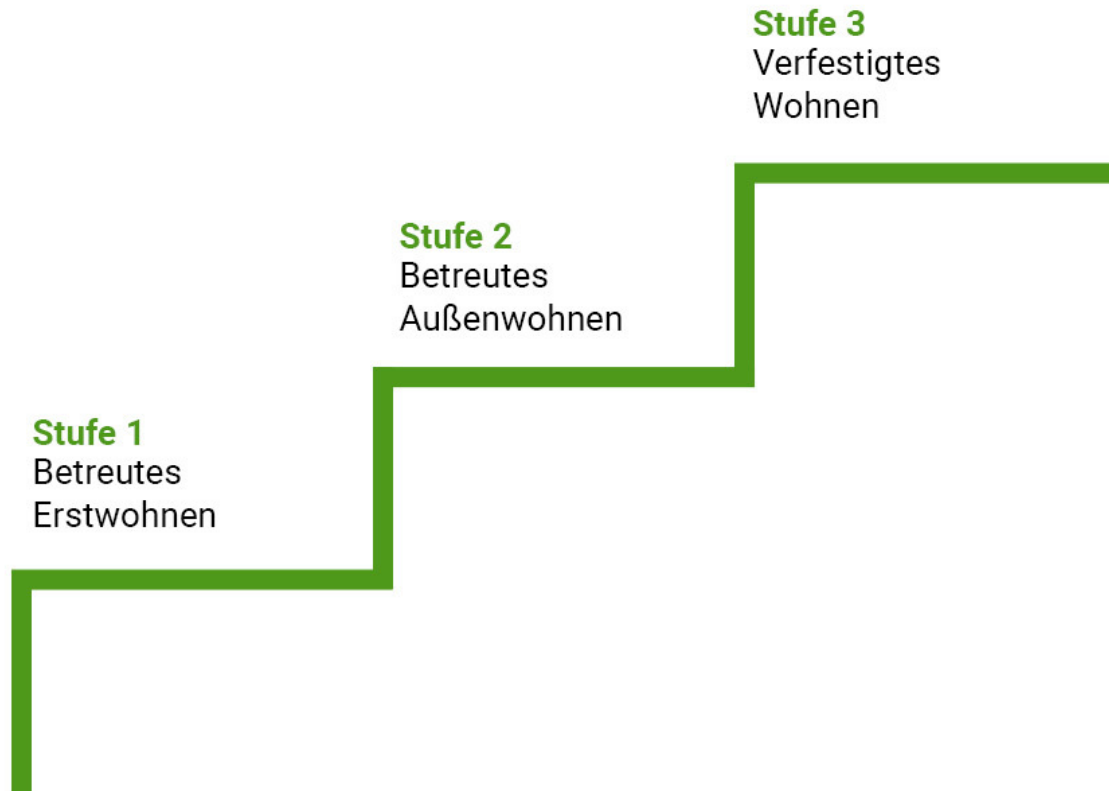 Stufe 3
Verfestigtes
Wohnen
Stufe 2
Betreutes
Außenwohnen
Stufe 1
Betreutes
Erstwohnen